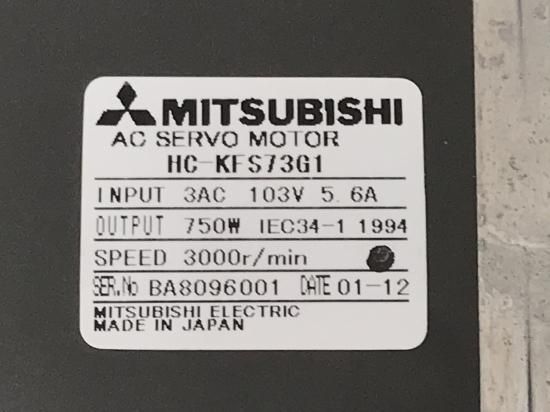 MITSUBISHI
AC SERVO MOTOR
HC-KFS73G1
INPUT 3AC 103V 5.6A
OUTPUT 750W IEC34-1 1994
SPEED 3000r/min
SER.No BA8096001 DATE 01-12
MITSUBISHI ELECTRIC
MADE IN JAPAN